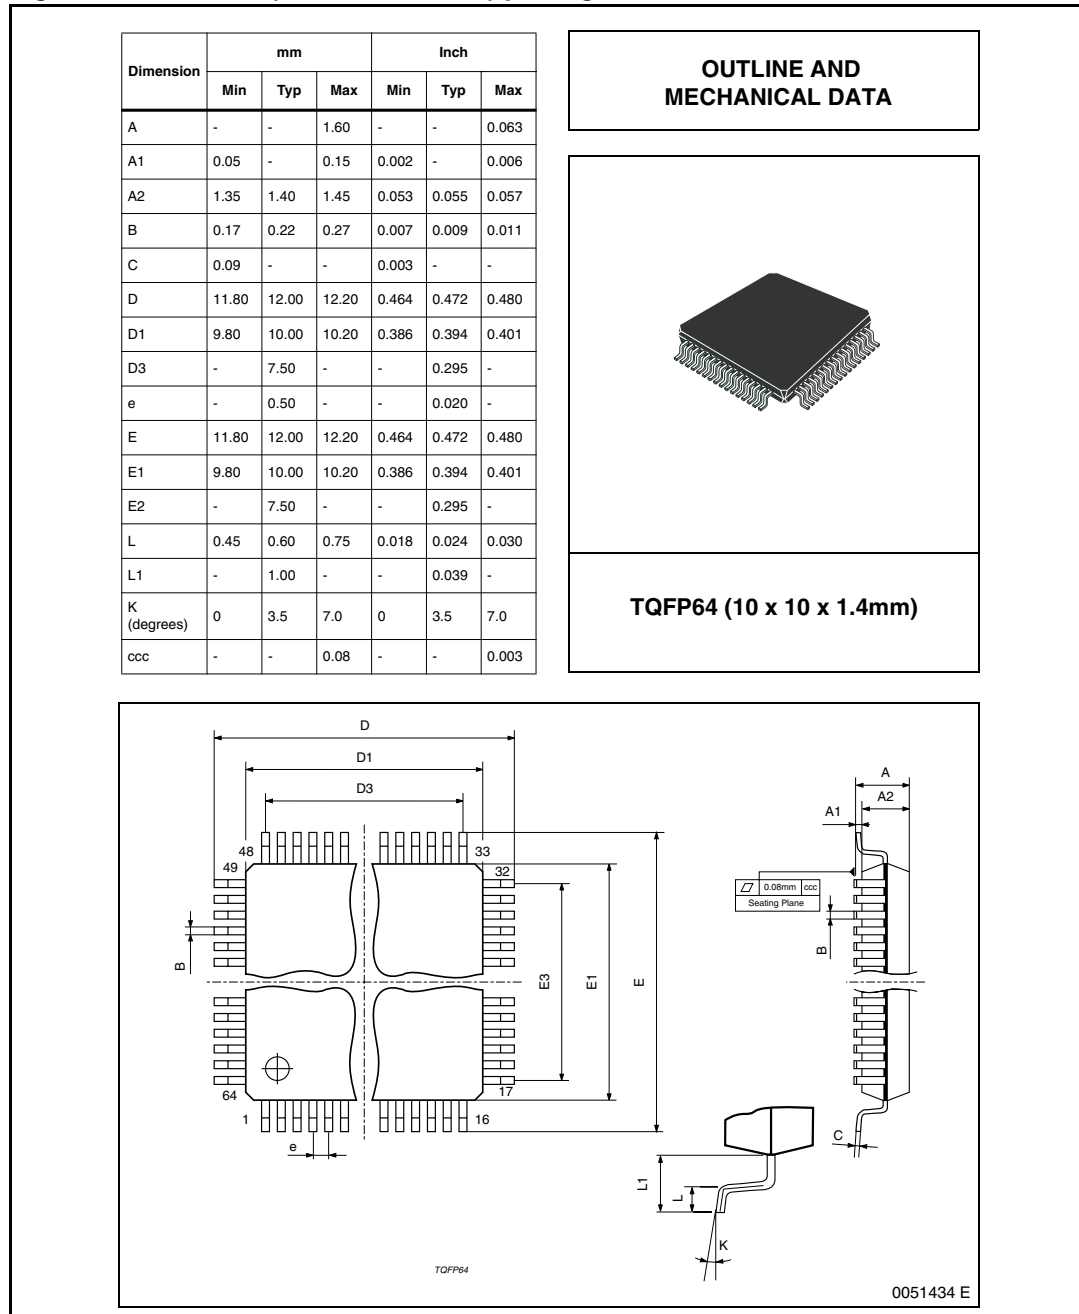 Dimension mm Inch
Min Typ Max Min Typ Max
A - - 1.60 - - 0.063
A1 0.05 - 0.15 0.002 - 0.006
A2 1.35 1.40 1.45 0.053 0.055 0.057
B 0.17 0.22 0.27 0.007 0.009 0.011
C 0.09 - - 0.003 - -
D 11.80 12.00 12.20 0.464 0.472 0.480
D1 9.80 10.00 10.20 0.386 0.394 0.401
D3 - 7.50 - - 0.295 -
e - 0.50 - - 0.020 -
E 11.80 12.00 12.20 0.464 0.472 0.480
E1 9.80 10.00 10.20 0.386 0.394 0.401
E2 - 7.50 - - 0.295 -
L 0.45 0.60 0.75 0.018 0.024 0.030
L1 - 1.00 - - 0.039 -
K (degrees) 0 3.5 7.0 0 3.5 7.0
ccc - - 0.08 - - 0.003
OUTLINE AND
MECHANICAL DATA
TQFP64 (10 x 10 x 1.4mm)
D
D1
D3
A
A2
A1
48
33
49
32
0.08mm ccc
Seating Plane
B
B
E3
E1
E
64
17
1
16
e
C
L1
L
K
TQFP64
0051434 E